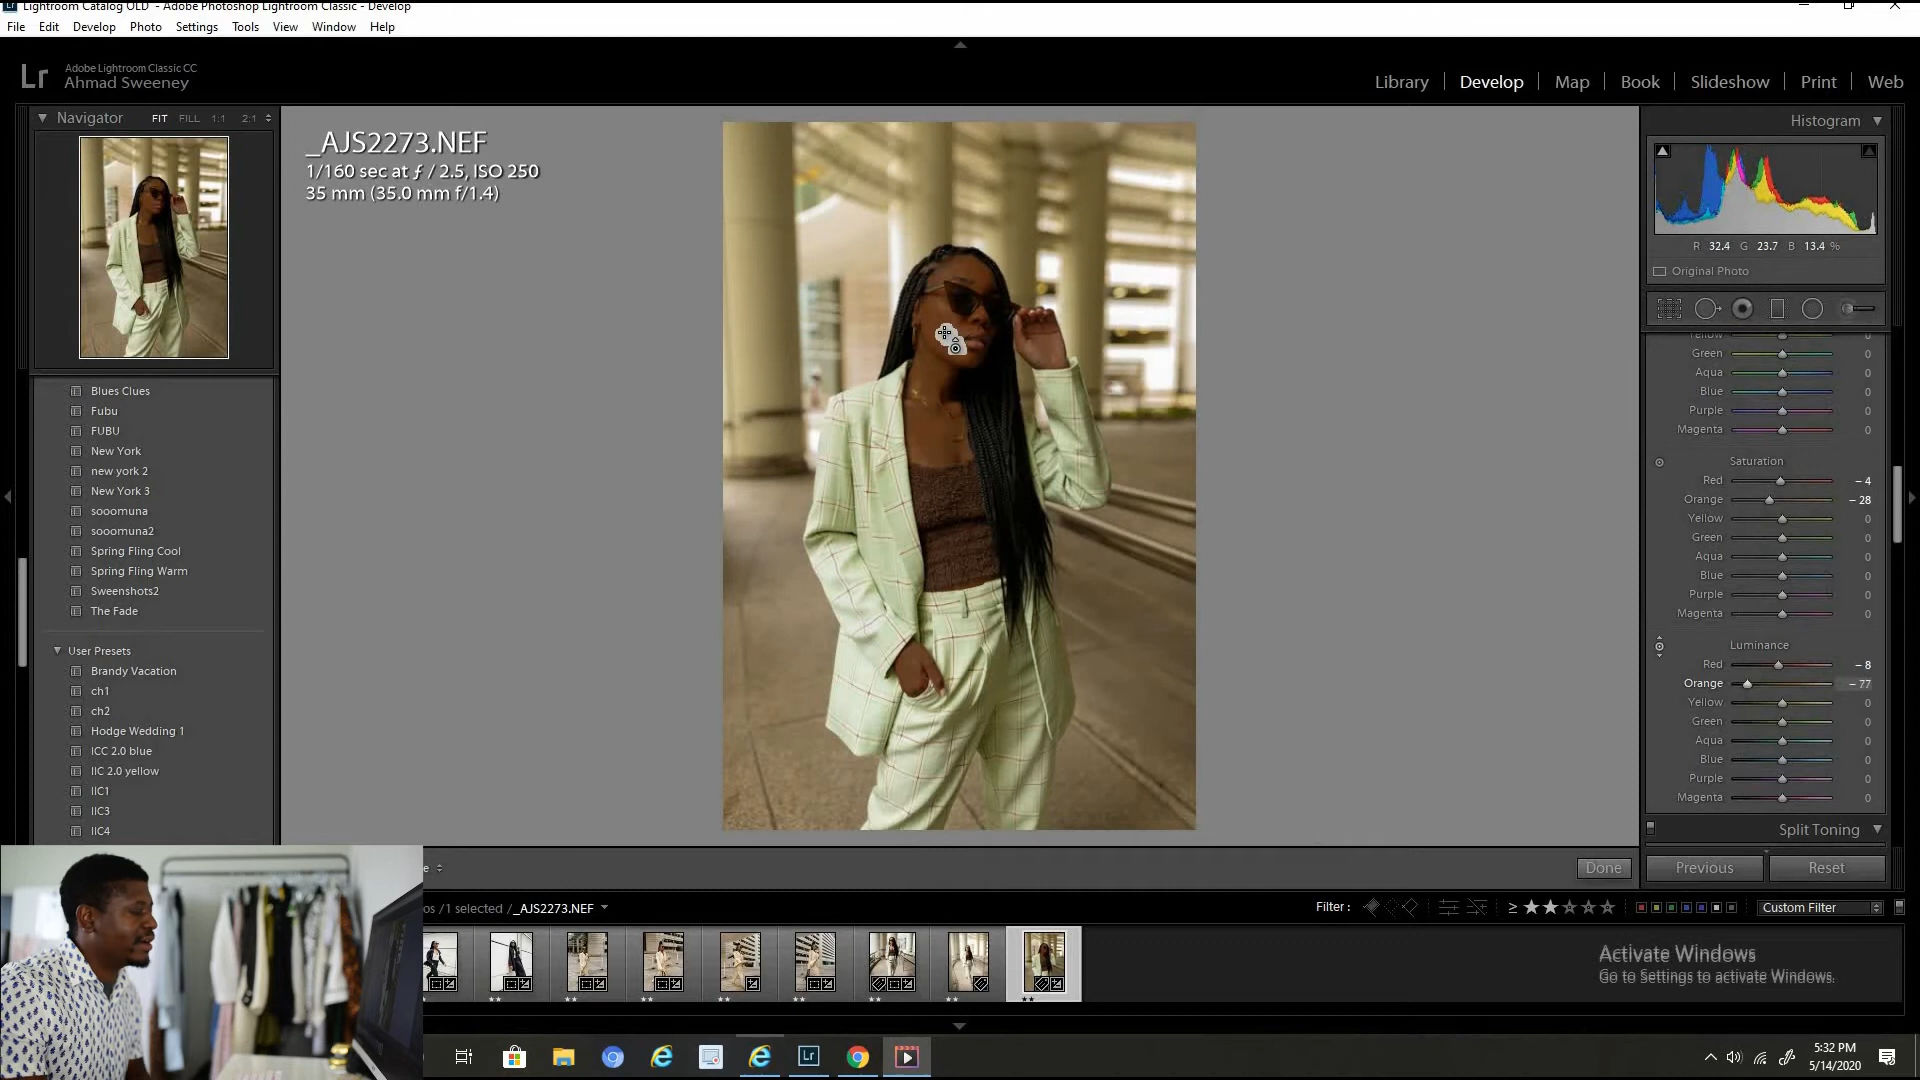 Lightroom Catalog OLD - Adobe Photoshop Lightroom Classic - Develop
File Edit Develop Photo Settings Tools View Window Help
Lr Adobe Lightroom Classic CC
Ahmad Sweeney
Library Develop Map Book Slideshow Print Web
Navigator FIT FILL 1:1 2:1
Blues Clues
Fubu
FUBU
New York
new york 2
New York 3
sooomuna
sooomuna2
Spring Fling Cool
Spring Fling Warm
Sweenshots2
The Fade
User Presets
Brandy Vacation
ch1
ch2
Hodge Wedding 1
ICC 2.0 blue
IIC 2.0 yellow
IIC1
IIC3
IIC4
_AJS2273.NEF
1/160 sec at ƒ / 2.5, ISO 250
35 mm (35.0 mm f/1.4)
Histogram
R 32.4 G 23.7 B 13.4 %
Original Photo
Yellow
Green 0
Aqua 0
Blue 0
Purple 0
Magenta 0
Saturation
Red – 4
Orange – 28
Yellow 0
Green 0
Aqua 0
Blue 0
Purple 0
Magenta 0
Luminance
Red – 8
Orange – 77
Yellow 0
Green 0
Aqua 0
Blue 0
Purple 0
Magenta 0
Split Toning
Done Previous Reset
/1 selected /_AJS2273.NEF
Filter : ≥ ★★☆☆☆ Custom Filter
Activate Windows
Go to Settings to activate Windows.
Lr
5:32 PM
5/14/2020